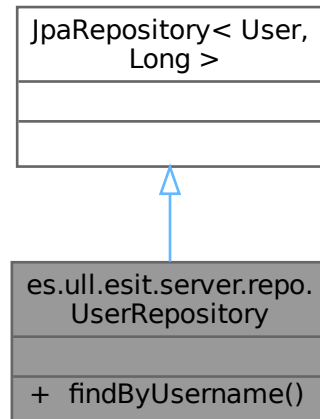 JpaRepository< User,
Long >
es.ull.esit.server.repo.
UserRepository
+ findByUsername()